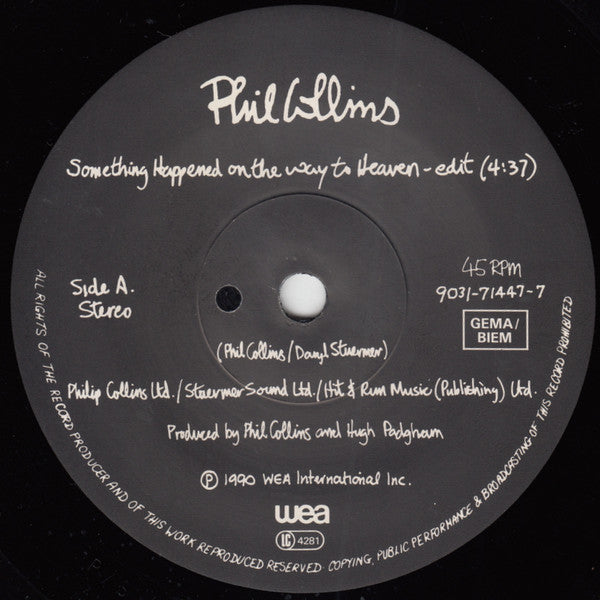 Phil Collins
Something Happened on the way to Heaven - edit (4:37)
Side A.
Stereo
45 RPM
9031-71447-7
GEMA/
BIEM
(Phil Collins/Daryl Stuermer)
Philip Collins Ltd./Stuermer Sound Ltd./Hit & Run Music (Publishing) Ltd.
Produced by Phil Collins and Hugh Padgham
Ⓟ 1990 WEA International Inc.
wea
LC 4281
ALL RIGHTS OF THE RECORD PRODUCER AND OF THIS WORK REPRODUCED RESERVED. COPYING, PUBLIC PERFORMANCE & BROADCASTING OF THIS RECORD PROHIBITED